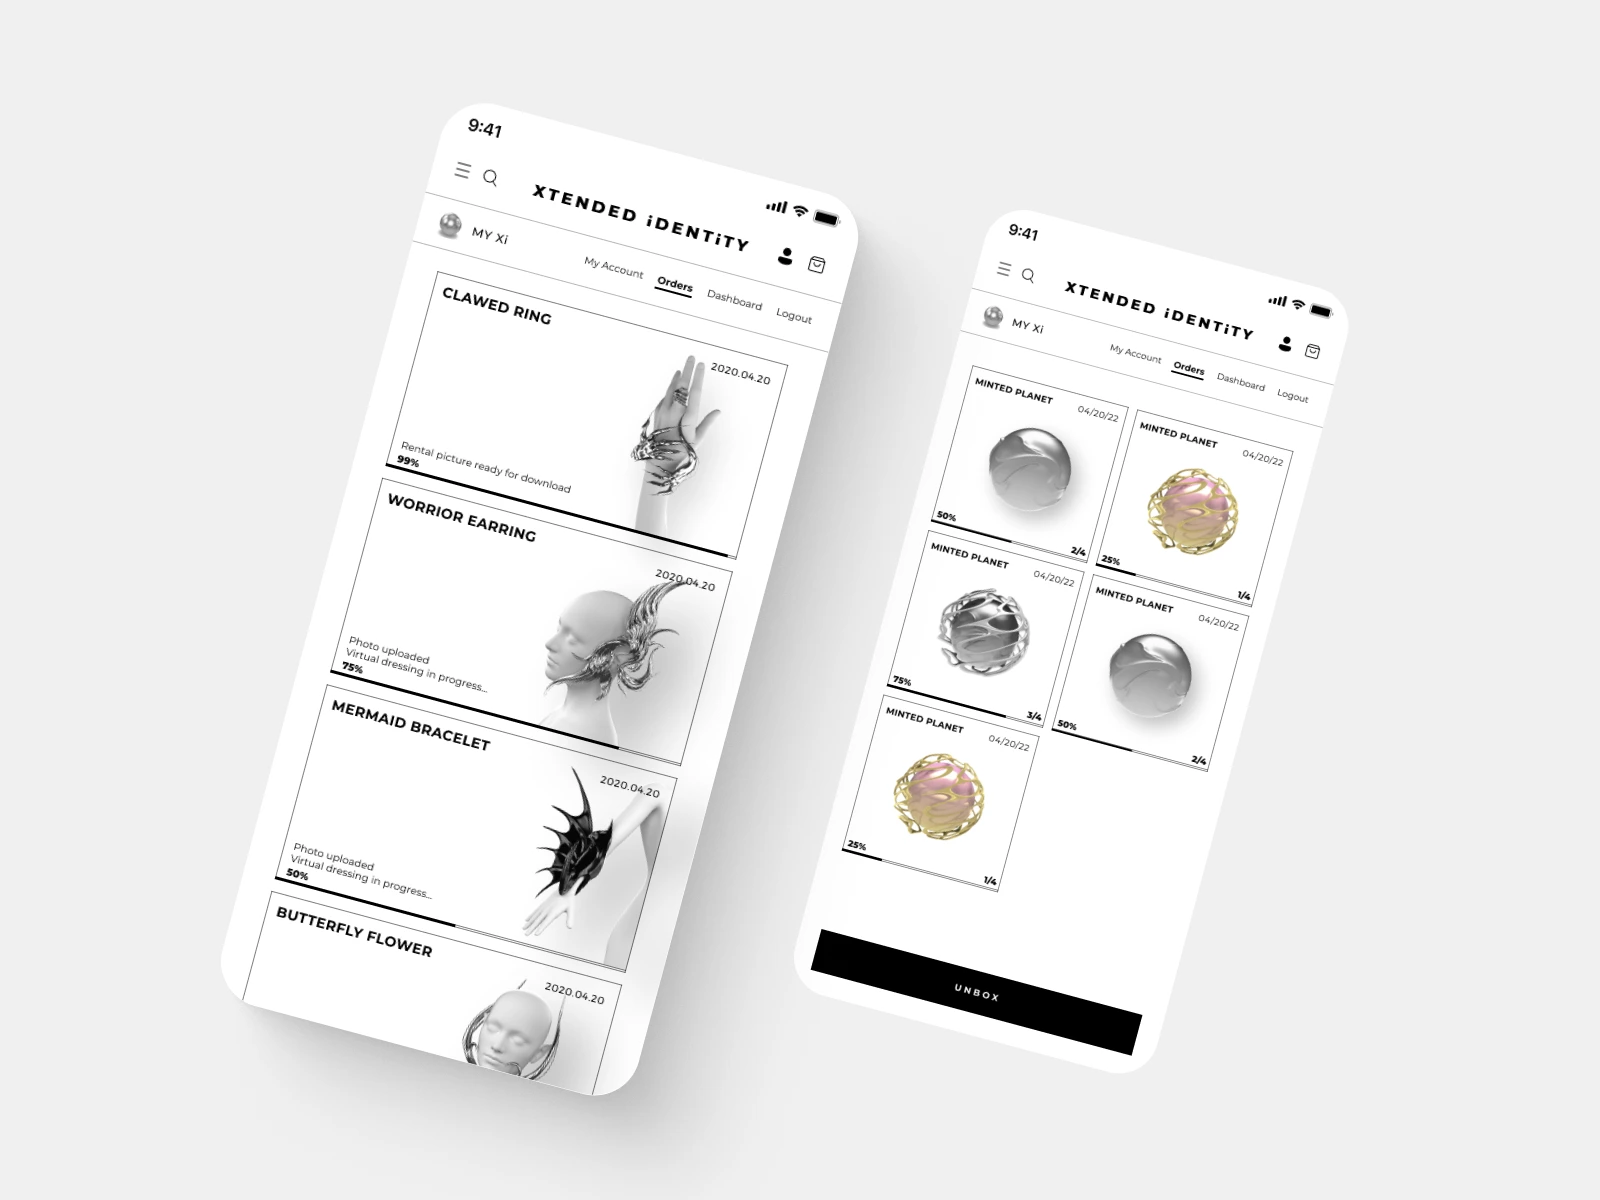 9:41
XTENDED iDENTiTY
MY Xi
My Account Orders Dashboard Logout
CLAWED RING
2020.04.20
Rental picture ready for download
99%
WORRIOR EARRING
2020.04.20
Photo uploaded
Virtual dressing in progress...
75%
MERMAID BRACELET
2020.04.20
Photo uploaded
Virtual dressing in progress...
50%
BUTTERFLY FLOWER
2020.04.20
9:41
XTENDED iDENTiTY
MY Xi
My Account Orders Dashboard Logout
MINTED PLANET
04/20/22
50%
2/4
MINTED PLANET
04/20/22
25%
1/4
MINTED PLANET
04/20/22
75%
3/4
MINTED PLANET
04/20/22
50%
2/4
MINTED PLANET
04/20/22
25%
1/4
UNBOX